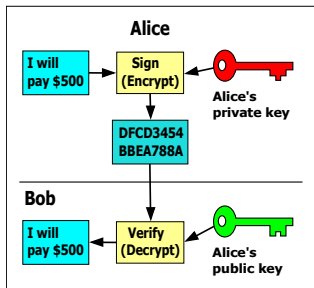 Alice
I will
pay $500
Sign
(Encrypt)
Alice's
private key
DFCD3454
BBEA788A
Bob
I will
pay $500
Verify
(Decrypt)
Alice's
public key